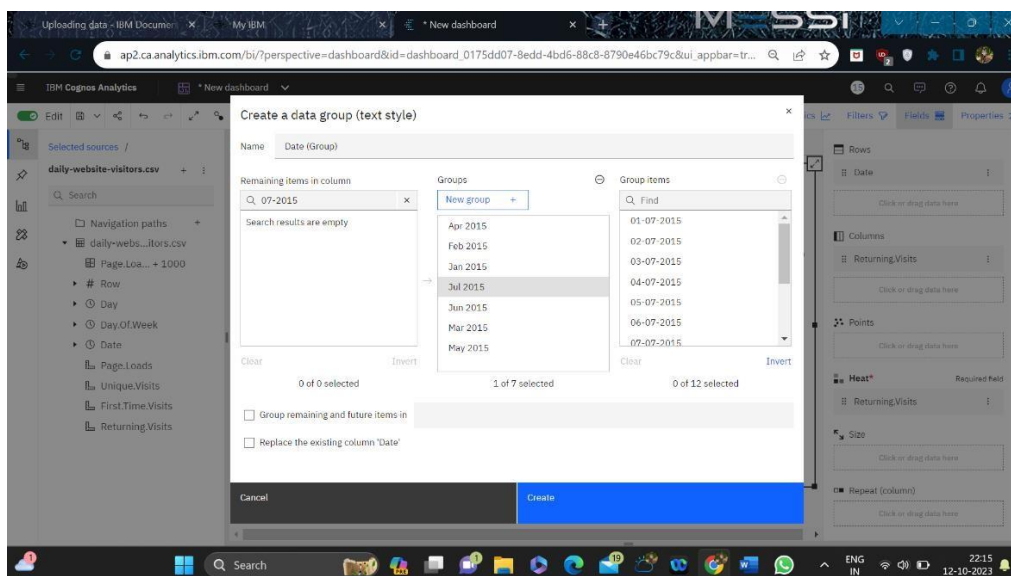 Uploading data - IBM Documen
My IBM
* New dashboard
MESSI
ap2.ca.analytics.ibm.com/bi/?perspective=dashboard&id=dashboard_0175dd07-8edd-4bd6-88c8-8790e46bc79c&ui_appbar=tr...
IBM Cognos Analytics
* New dashboard
15
Edit
Filters
Fields
Properties
Selected sources /
daily-website-visitors.csv
Search
Navigation paths
daily-webs...itors.csv
Page.Loa... + 1000
# Row
Day
Day.Of.Week
Date
Page.Loads
Unique.Visits
First.Time.Visits
Returning.Visits
Create a data group (text style)
Name
Date (Group)
Remaining items in column
07-2015
Search results are empty
Clear
Invert
0 of 0 selected
Groups
New group +
Apr 2015
Feb 2015
Jan 2015
Jul 2015
Jun 2015
Mar 2015
May 2015
1 of 7 selected
Group items
Find
01-07-2015
02-07-2015
03-07-2015
04-07-2015
05-07-2015
06-07-2015
07-07-2015
Clear
Invert
0 of 12 selected
Group remaining and future items in
Replace the existing column 'Date'
Cancel
Create
Rows
Date
Click or drag data here
Columns
Returning.Visits
Click or drag data here
Points
Click or drag data here
Heat*
Required field
Returning.Visits
Size
Click or drag data here
Repeat (column)
Click or drag data here
Search
19
ENG
IN
22:15
12-10-2023